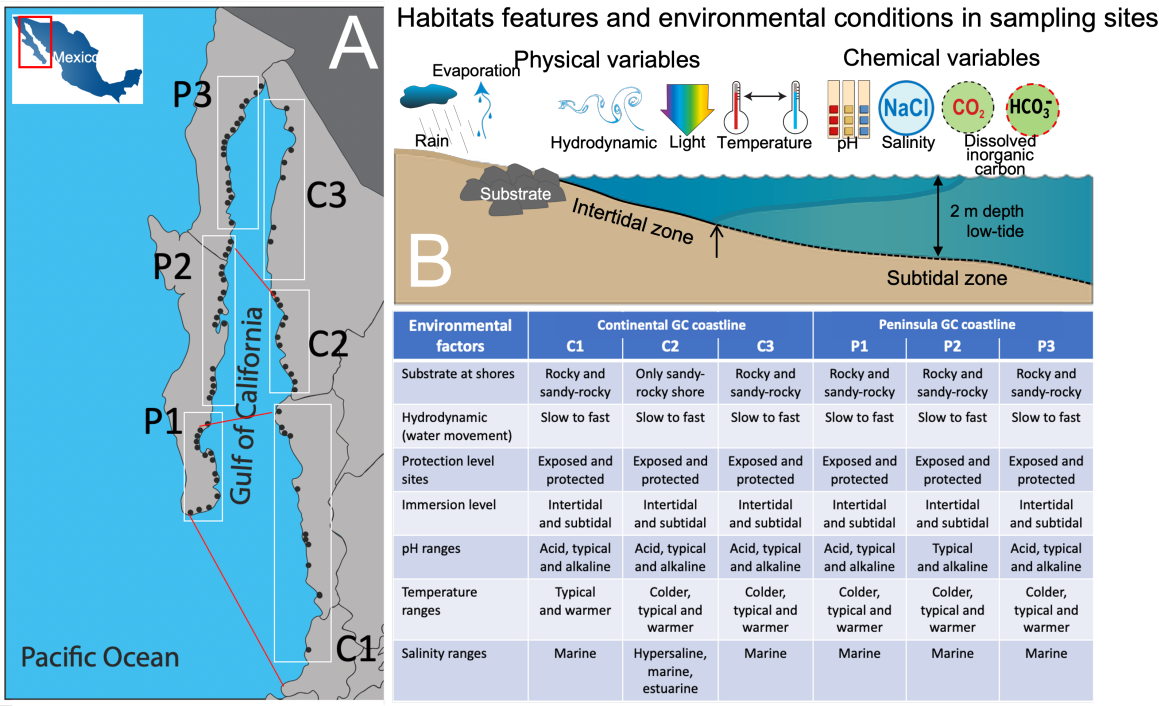 Mexico
A
P3
C3
P2
C2
P1
C1
Gulf of California
Pacific Ocean
Habitats features and environmental conditions in sampling sites
Physical variables
Chemical variables
Evaporation
Rain
Hydrodynamic
Light
Temperature
pH
NaCl
Salinity
CO₂
HCO₃⁻
Dissolved
inorganic
carbon
Substrate
Intertidal zone
2 m depth
low-tide
Subtidal zone
B
Environmental factors Continental GC coastline Peninsula GC coastline
C1 C2 C3 P1 P2 P3
Substrate at shores Rocky and Only sandy- Rocky and Rocky and Rocky and Rocky and
sandy-rocky rocky shore sandy-rocky sandy-rocky sandy-rocky sandy-rocky
Hydrodynamic Slow to fast Slow to fast Slow to fast Slow to fast Slow to fast Slow to fast
(water movement)
Protection level Exposed and Exposed and Exposed and Exposed and Exposed and Exposed and
sites protected protected protected protected protected protected
Immersion level Intertidal Intertidal Intertidal Intertidal Intertidal Intertidal
and subtidal and subtidal and subtidal and subtidal and subtidal and subtidal
pH ranges Acid, typical Acid, typical Acid, typical Acid, typical Typical Acid, typical
and alkaline and alkaline and alkaline and alkaline and alkaline and alkaline
Temperature Typical Colder, Colder, Colder, Colder, Colder,
ranges and warmer typical and typical and typical and typical and typical and
warmer warmer warmer warmer warmer
Salinity ranges Marine Hypersaline, Marine Marine Marine Marine
marine,
estuarine